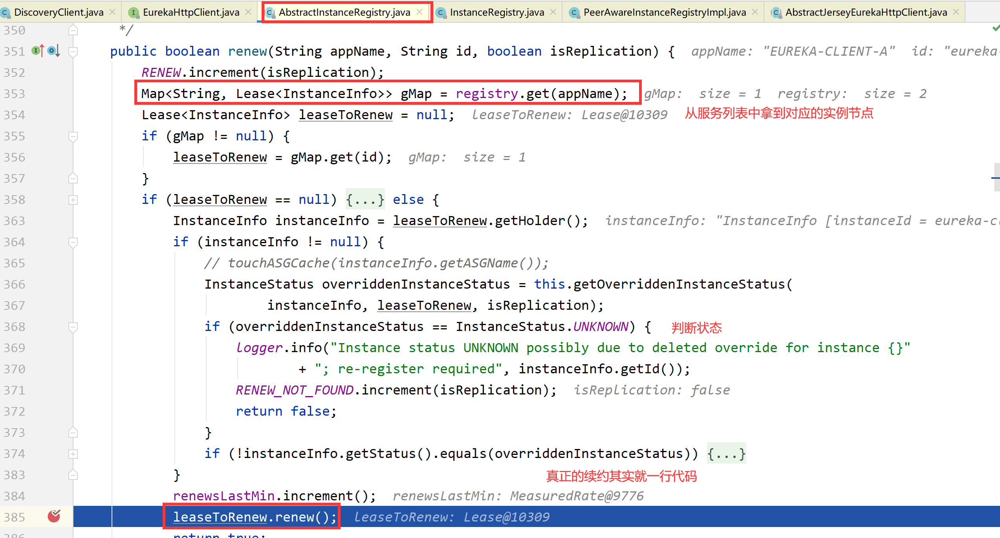 DiscoveryClient.java EurekaHttpClient.java AbstractInstanceRegistry.java InstanceRegistry.java PeerAwareInstanceRegistryImpl.java AbstractJerseyEurekaHttpClient.java
350 */
351 public boolean renew(String appName, String id, boolean isReplication) { appName: "EUREKA-CLIENT-A" id: "eureka-
352 RENEW.increment(isReplication);
353 Map<String, Lease<InstanceInfo>> gMap = registry.get(appName); gMap: size = 1 registry: size = 2
354 Lease<InstanceInfo> leaseToRenew = null; leaseToRenew: Lease@10309 从服务列表中拿到对应的实例节点
355 if (gMap != null) {
356 leaseToRenew = gMap.get(id); gMap: size = 1
357 }
358 if (leaseToRenew == null) {...} else {
363 InstanceInfo instanceInfo = leaseToRenew.getHolder(); instanceInfo: "InstanceInfo [instanceId = eureka-cl
364 if (instanceInfo != null) {
365 // touchASGCache(instanceInfo.getASGName());
366 InstanceStatus overriddenInstanceStatus = this.getOverriddenInstanceStatus(
367 instanceInfo, leaseToRenew, isReplication);
368 if (overriddenInstanceStatus == InstanceStatus.UNKNOWN) { 判断状态
369 logger.info("Instance status UNKNOWN possibly due to deleted override for instance {}"
370 + "; re-register required", instanceInfo.getId());
371 RENEW_NOT_FOUND.increment(isReplication); isReplication: false
372 return false;
373 }
374 if (!instanceInfo.getStatus().equals(overriddenInstanceStatus)) {...}
383 } 真正的续约其实就一行代码
384 renewsLastMin.increment(); renewsLastMin: MeasuredRate@9776
385 leaseToRenew.renew(); leaseToRenew: Lease@10309
386 return true;